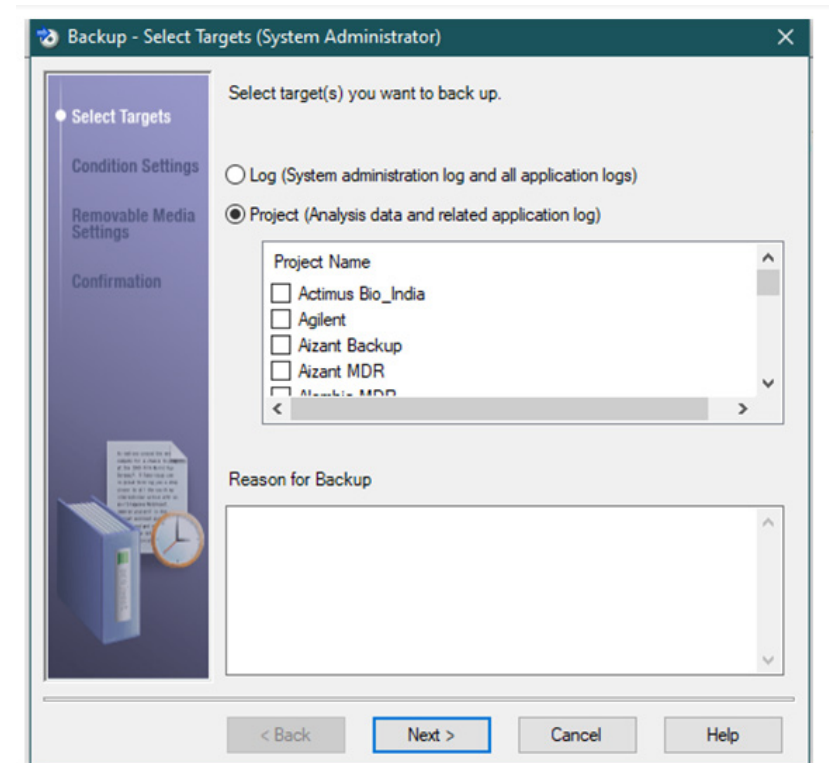 Backup - Select Targets (System Administrator)
Select Targets
Condition Settings
Removable Media
Settings
Confirmation
Select target(s) you want to back up.
Log (System administration log and all application logs)
Project (Analysis data and related application log)
Project Name
Actimus Bio_India
Agilent
Aizant Backup
Aizant MDR
MDR
Reason for Backup
< Back
Next >
Cancel
Help